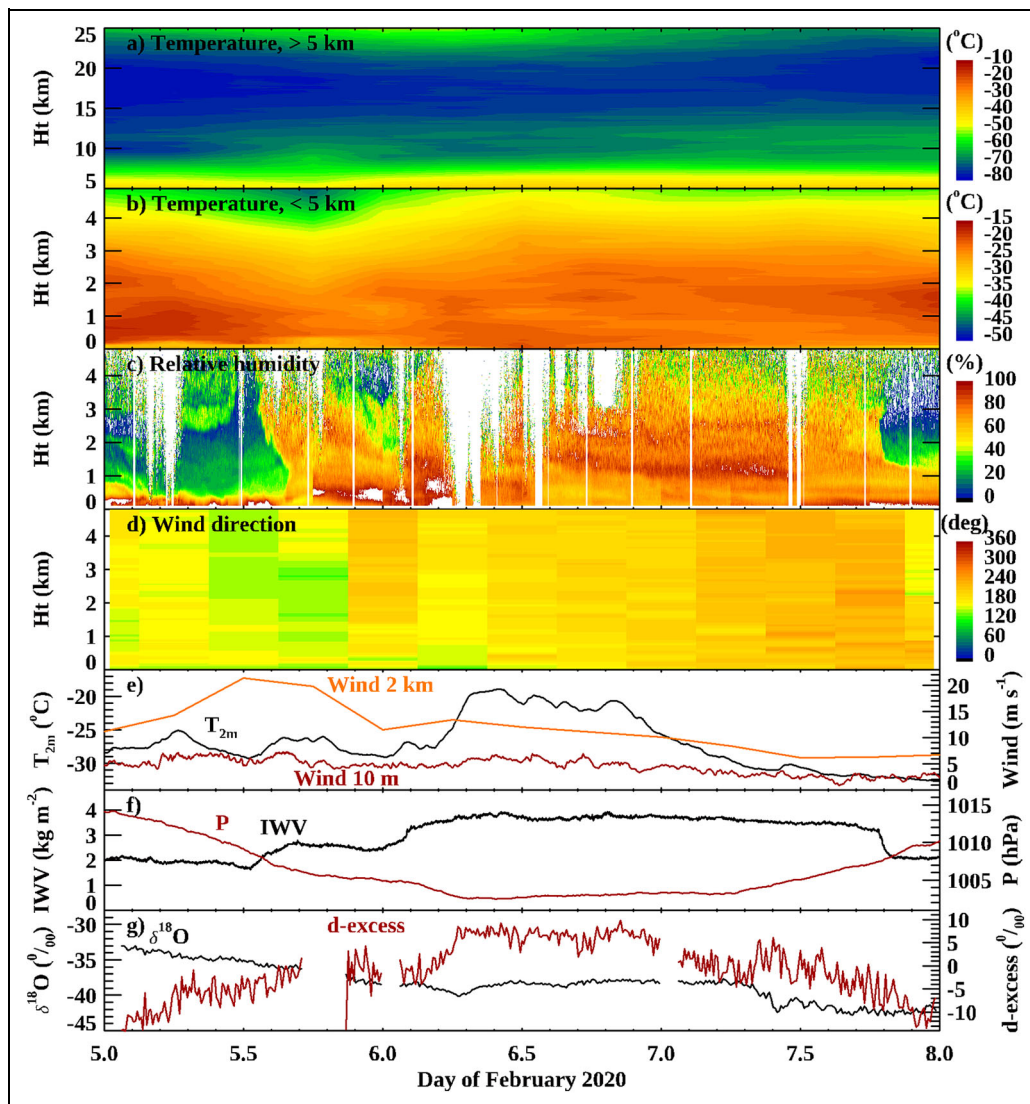 a) Temperature, > 5 km
Ht (km)
25
20
15
10
5
(°C)
-10
-30
-40
-50
-60
-70
-80
b) Temperature, < 5 km
Ht (km)
4
3
2
1
0
(°C)
-15
-20
-25
-30
-35
-40
-45
-50
c) Relative humidity
Ht (km)
4
3
2
1
0
(%)
100
80
60
40
20
0
d) Wind direction
Ht (km)
4
3
2
1
0
(deg)
360
300
240
180
120
60
0
e)
T2m (°C)
-20
-25
-30
Wind 2 km
T2m
Wind 10 m
20
15
10
5
0
Wind (m s-1)
f)
IWV (kg m-2)
4
3
2
1
0
P
IWV
1015
1010
1005
P (hPa)
g)
δ18O (0/00)
-30
-35
-40
-45
δ18O
d-excess
10
5
0
-5
-10
d-excess (0/00)
5.0 5.5 6.0 6.5 7.0 7.5 8.0
Day of February 2020